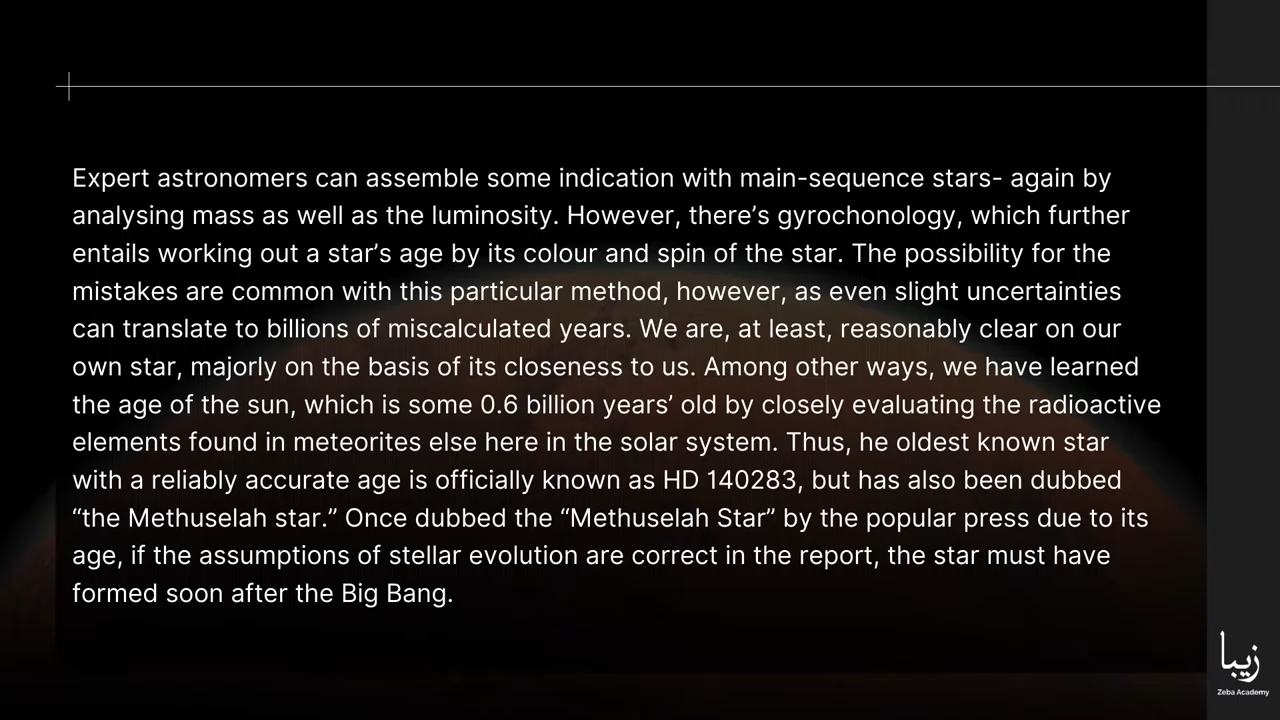 Expert astronomers can assemble some indication with main-sequence stars- again by
analysing mass as well as the luminosity. However, there’s gyrochonology, which further
entails working out a star’s age by its colour and spin of the star. The possibility for the
mistakes are common with this particular method, however, as even slight uncertainties
can translate to billions of miscalculated years. We are, at least, reasonably clear on our
own star, majorly on the basis of its closeness to us. Among other ways, we have learned
the age of the sun, which is some 0.6 billion years’ old by closely evaluating the radioactive
elements found in meteorites else here in the solar system. Thus, he oldest known star
with a reliably accurate age is officially known as HD 140283, but has also been dubbed
“the Methuselah star.” Once dubbed the “Methuselah Star” by the popular press due to its
age, if the assumptions of stellar evolution are correct in the report, the star must have
formed soon after the Big Bang.
زیبا
Zeba Academy